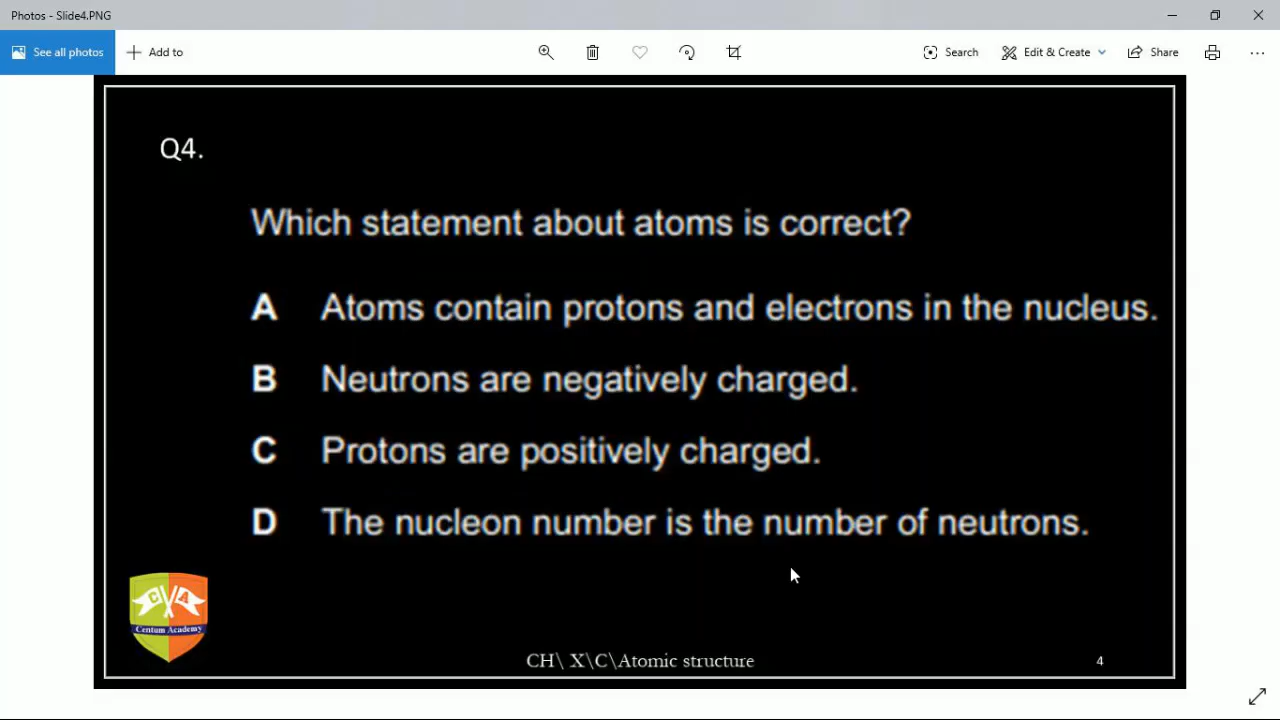 Photos - Slide4.PNG
See all photos
Add to
Search
Edit & Create
Share
Q4.
Which statement about atoms is correct?
A Atoms contain protons and electrons in the nucleus.
B Neutrons are negatively charged.
C Protons are positively charged.
D The nucleon number is the number of neutrons.
C A
Centum Academy
CH\ X\C\Atomic structure
4